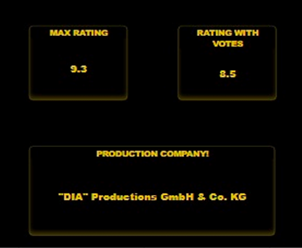 MAX RATING
9.3
RATING WITH
VOTES
8.5
PRODUCTION COMPANY!
"DIA" Productions GmbH & Co. KG